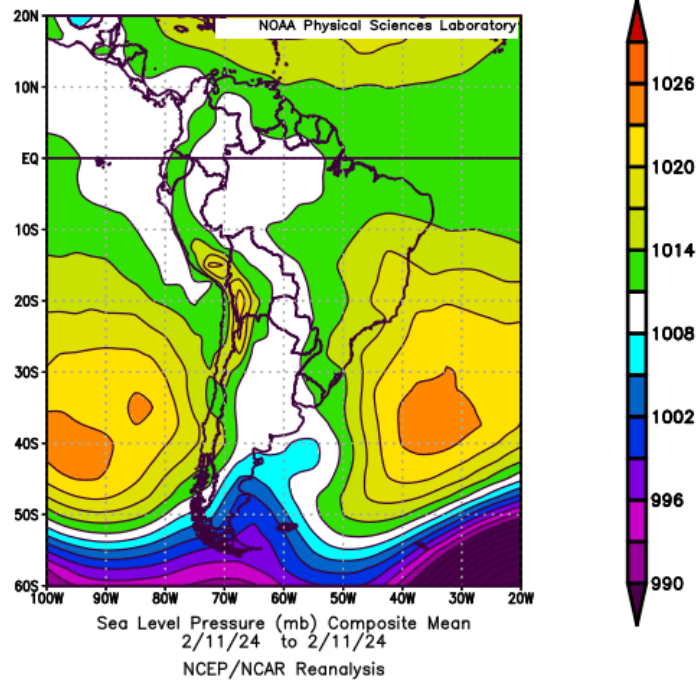 20N
NOAA Physical Sciences Laboratory
10N
EQ
10S
20S
30S
40S
50S
60S
100W 90W 80W 70W 60W 50W 40W 30W 20W
1026
1020
1014
1008
1002
996
990
Sea Level Pressure (mb) Composite Mean
2/11/24 to 2/11/24
NCEP/NCAR Reanalysis